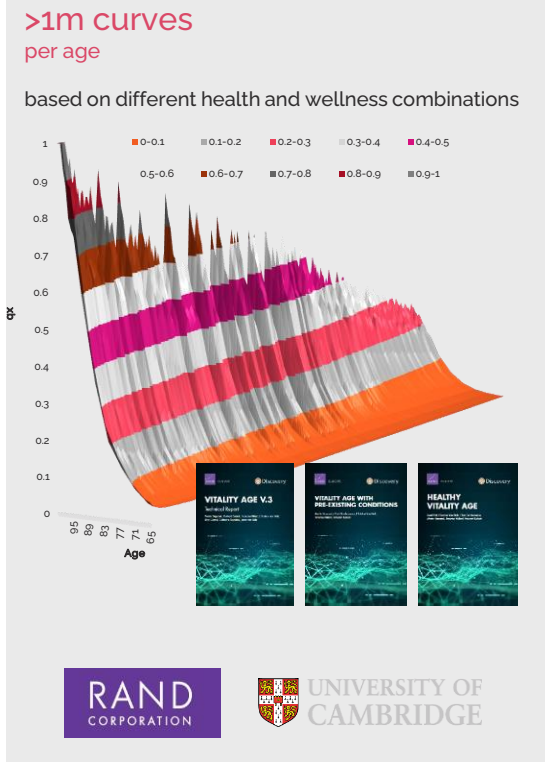 >1m curves
per age
based on different health and wellness combinations
0-0.1
0.1-0.2
0.2-0.3
0.3-0.4
0.4-0.5
0.5-0.6
0.6-0.7
0.7-0.8
0.8-0.9
0.9-1
1
0.9
0.8
0.7
0.6
0.5
0.4
0.3
0.2
0.1
0
qx
95
89
83
77
71
65
Age
Discovery
VITALITY AGE V.3
Technical Report
Discovery
VITALITY AGE WITH
PRE-EXISTING CONDITIONS
Discovery
HEALTHY
VITALITY AGE
RAND
CORPORATION
UNIVERSITY OF
CAMBRIDGE